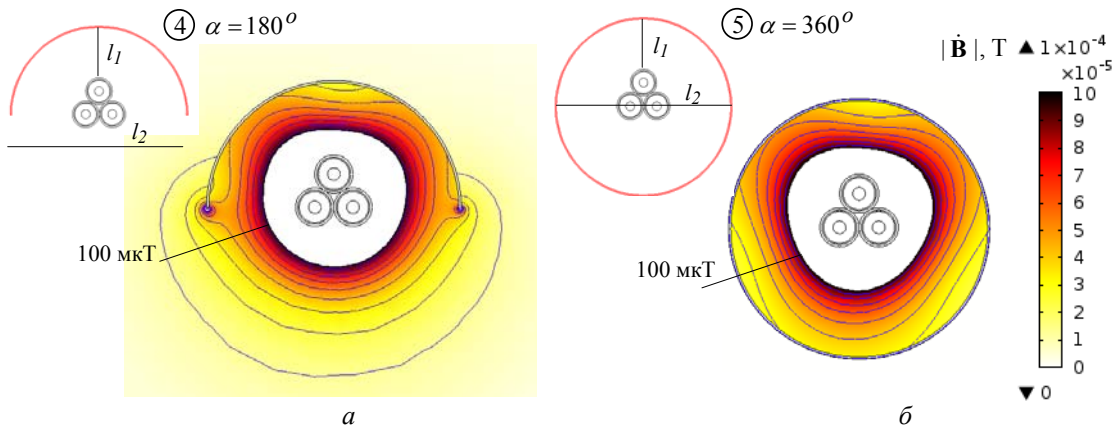 ④ α = 180°
l₁
l₂
100 мкТ
а
⑤ α = 360°
l₁
l₂
100 мкТ
б
|Ḃ|, T ▲ 1×10⁻⁴
×10⁻⁵
10
9
8
7
6
5
4
3
2
1
0
▼ 0